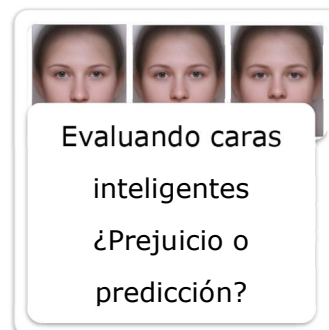 Evaluando caras
inteligentes
¿Prejuicio o
predicción?